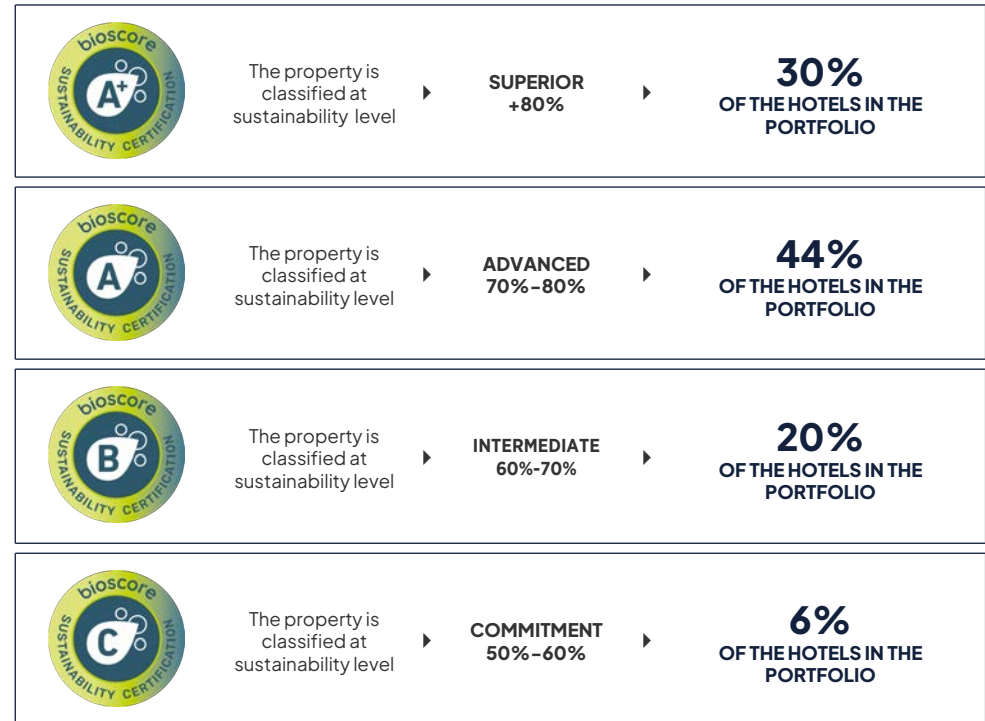 bioscore
A+
SUSTAINABILITY CERTIFICATION
The property is
classified at
sustainability level
SUPERIOR
+80%
30%
OF THE HOTELS IN THE
PORTFOLIO
bioscore
A
SUSTAINABILITY CERTIFICATION
The property is
classified at
sustainability level
ADVANCED
70%-80%
44%
OF THE HOTELS IN THE
PORTFOLIO
bioscore
B
SUSTAINABILITY CERTIFICATION
The property is
classified at
sustainability level
INTERMEDIATE
60%-70%
20%
OF THE HOTELS IN THE
PORTFOLIO
bioscore
C
SUSTAINABILITY CERTIFICATION
The property is
classified at
sustainability level
COMMITMENT
50%-60%
6%
OF THE HOTELS IN THE
PORTFOLIO